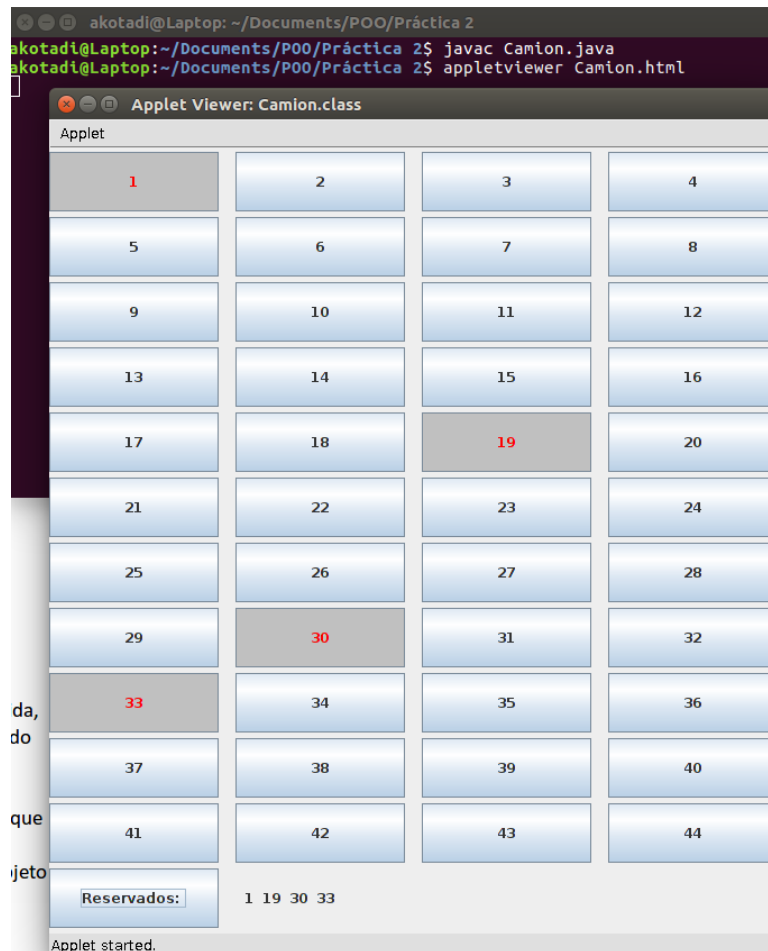 akotadi@Laptop: ~/Documents/POO/Práctica 2
akotadi@Laptop:~/Documents/POO/Práctica 2$ javac Camion.java
akotadi@Laptop:~/Documents/POO/Práctica 2$ appletviewer Camion.html
Applet Viewer: Camion.class
Applet
1 2 3 4
5 6 7 8
9 10 11 12
13 14 15 16
17 18 19 20
21 22 23 24
25 26 27 28
29 30 31 32
33 34 35 36
da,
do
37 38 39 40
que
41 42 43 44
jeto
Reservados: 1 19 30 33
Applet started.